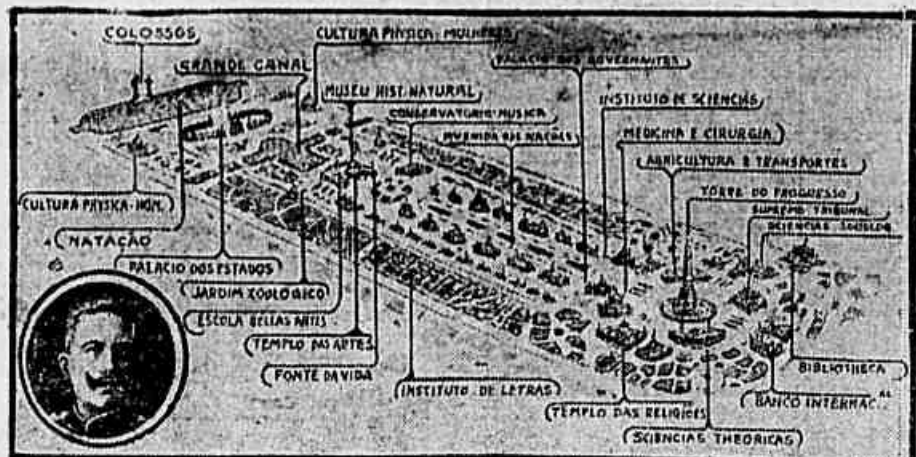 COLOSSOS
CULTURA PHYSICA-MULHERES
PALACIO DOS GOVERNANTES
GRANDE CANAL
MUSEU HIST. NATURAL
INSTITUTO DE SCIENCIAS
CONSERVATORIO-MUSICA
MEDICINA E CIRURGIA
AVENIDA DAS NAÇÕES
AGRICULTURA E TRANSPORTES
TORRE DO PROGRESSO
SUPREMO TRIBUNAL
SCIENCIAS
CULTURA PHYSICA-HOM.
NATAÇÃO
PALACIO DOS ESTADOS
JARDIM ZOOLOGICO
ESCOLA BELLAS ARTES
TEMPLO DAS ARTES
FONTE DA VIDA
INSTITUTO DE LETRAS
BIBLIOTHECA
TEMPLO DAS RELIGIÕES
BANCO INTERNAC.AL
SCIENCIAS THEORICAS